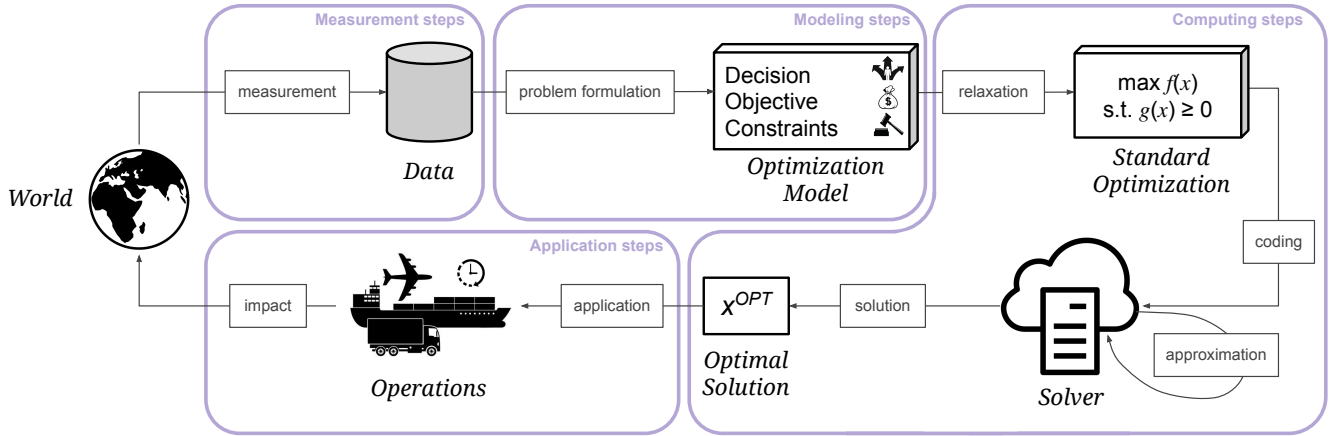 Measurement steps
Modeling steps
Computing steps
measurement
problem formulation
Decision
Objective
Constraints
$
relaxation
max f(x)
s.t. g(x) ≥ 0
Data
Optimization
Model
Standard
Optimization
World
coding
Application steps
impact
application
x^OPT
solution
approximation
Operations
Optimal
Solution
Solver